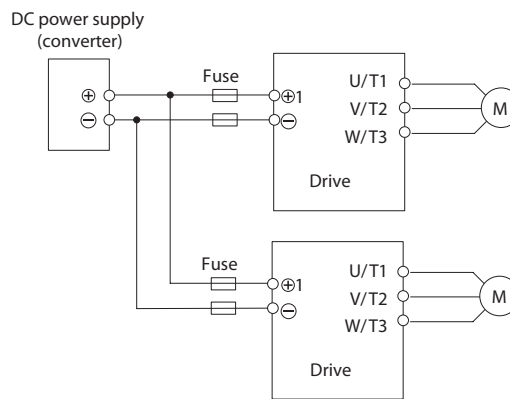 DC power supply
(converter)
Fuse
⊕
⊖
⊕1
⊖
U/T1
V/T2
W/T3
M
Drive
Fuse
⊕1
⊖
U/T1
V/T2
W/T3
M
Drive